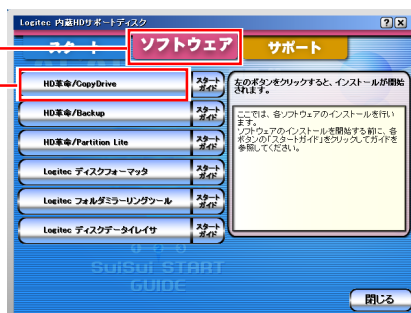 Logitec 内蔵HDサポートディスク
スタート
ソフトウェア
サポート
HD革命/CopyDrive
スタートガイド
HD革命/Backup
スタートガイド
HD革命/Partition Lite
スタートガイド
Logitec ディスクフォーマッタ
スタートガイド
Logitec フォルダミラーリングツール
スタートガイド
Logitec ディスクデータイレイサ
スタートガイド
左のボタンをクリックすると、インストールが開始
されます。
ここでは、各ソフトウェアのインストールを行い
ます。
ソフトウェアのインストールを開始する前に、各
ボタンの「スタートガイド」をクリックしてガイドを
参照してください。
SuiSui START
GUIDE
閉じる